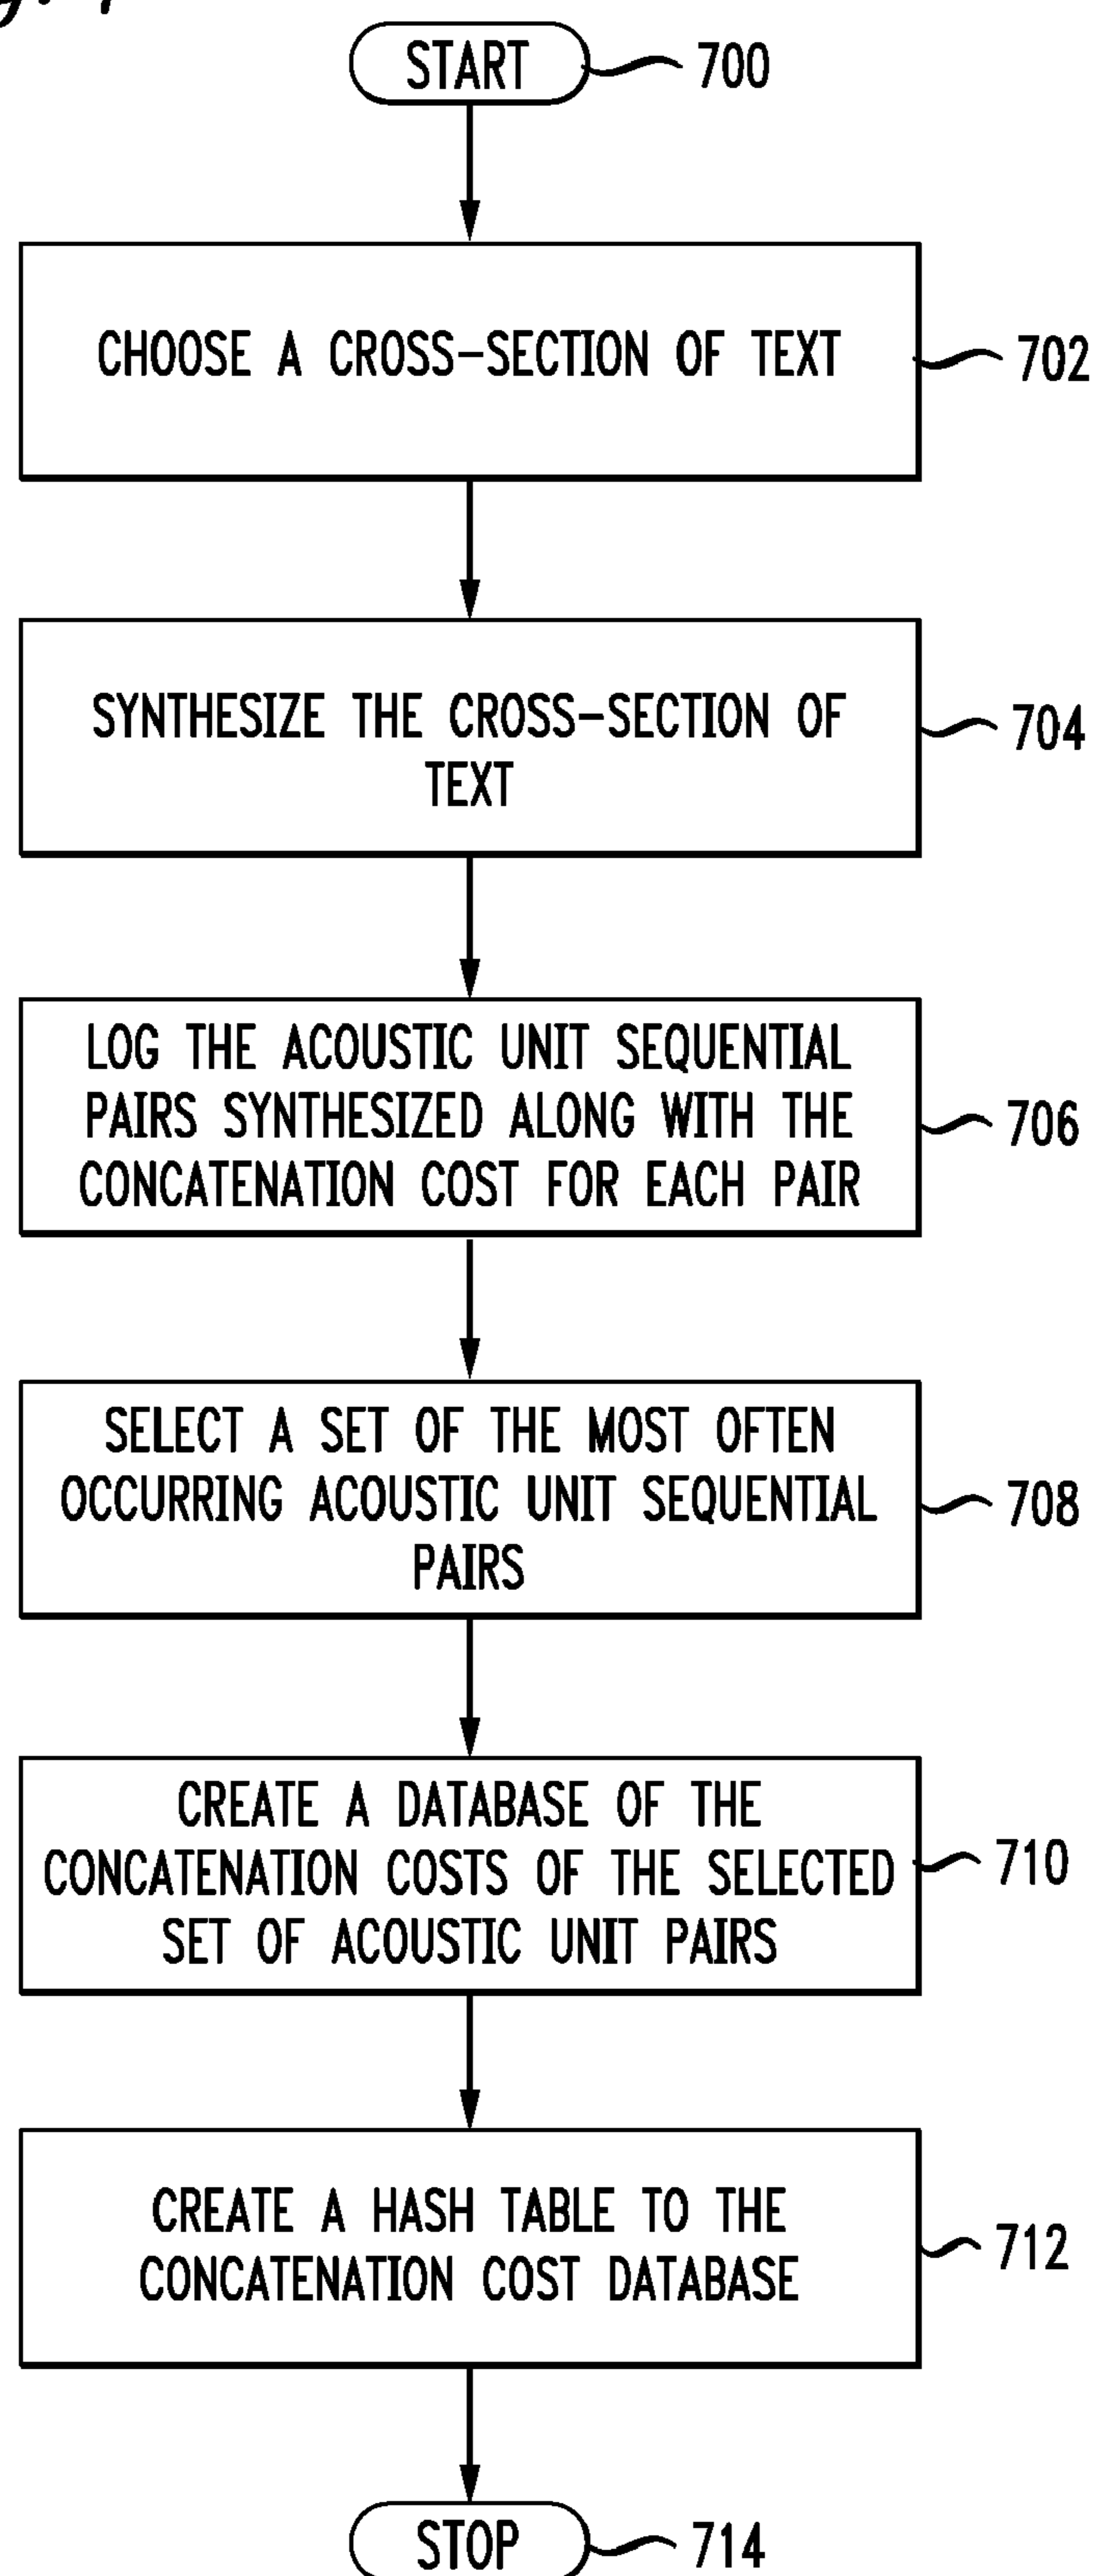 START
700
CHOOSE A CROSS-SECTION OF TEXT
702
SYNTHESIZE THE CROSS-SECTION OF
TEXT
704
LOG THE ACOUSTIC UNIT SEQUENTIAL
PAIRS SYNTHESIZED ALONG WITH THE
CONCATENATION COST FOR EACH PAIR
706
SELECT A SET OF THE MOST OFTEN
OCCURRING ACOUSTIC UNIT SEQUENTIAL
PAIRS
708
CREATE A DATABASE OF THE
CONCATENATION COSTS OF THE SELECTED
SET OF ACOUSTIC UNIT PAIRS
710
CREATE A HASH TABLE TO THE
CONCATENATION COST DATABASE
712
STOP
714